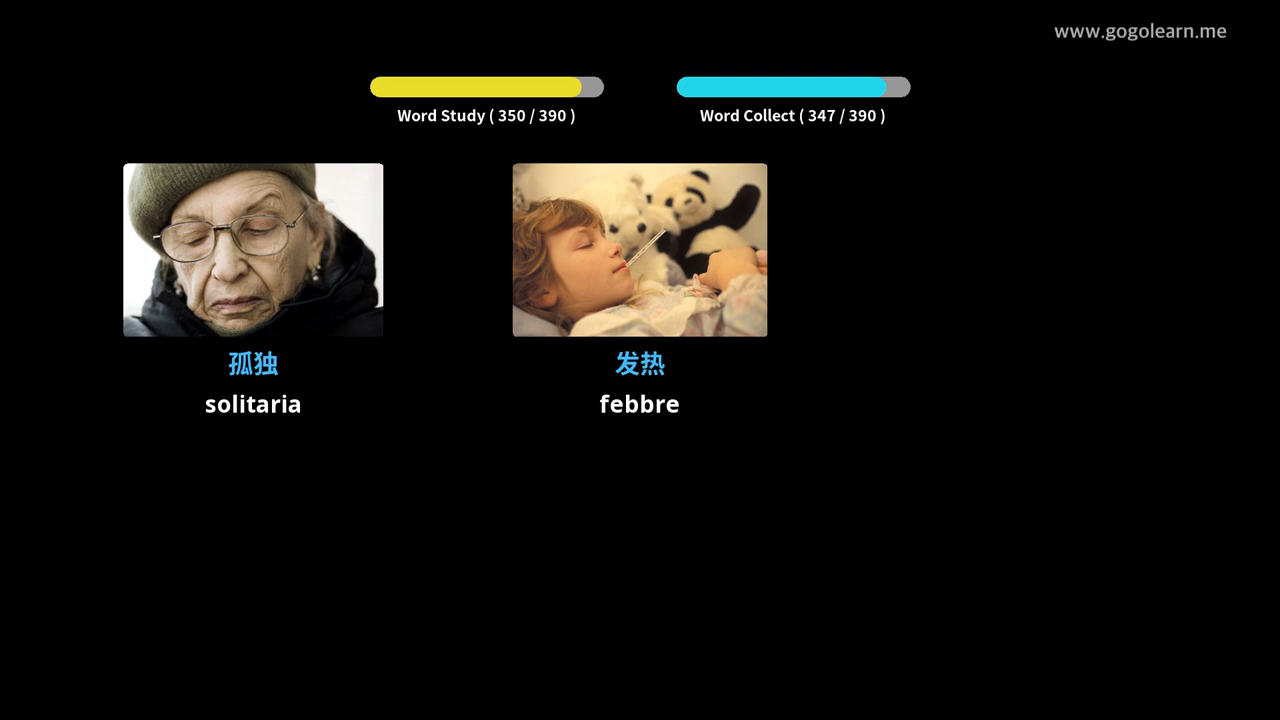 www.gogolearn.me
Word Study ( 350 / 390 )
Word Collect ( 347 / 390 )
孤独
solitaria
发热
febbre